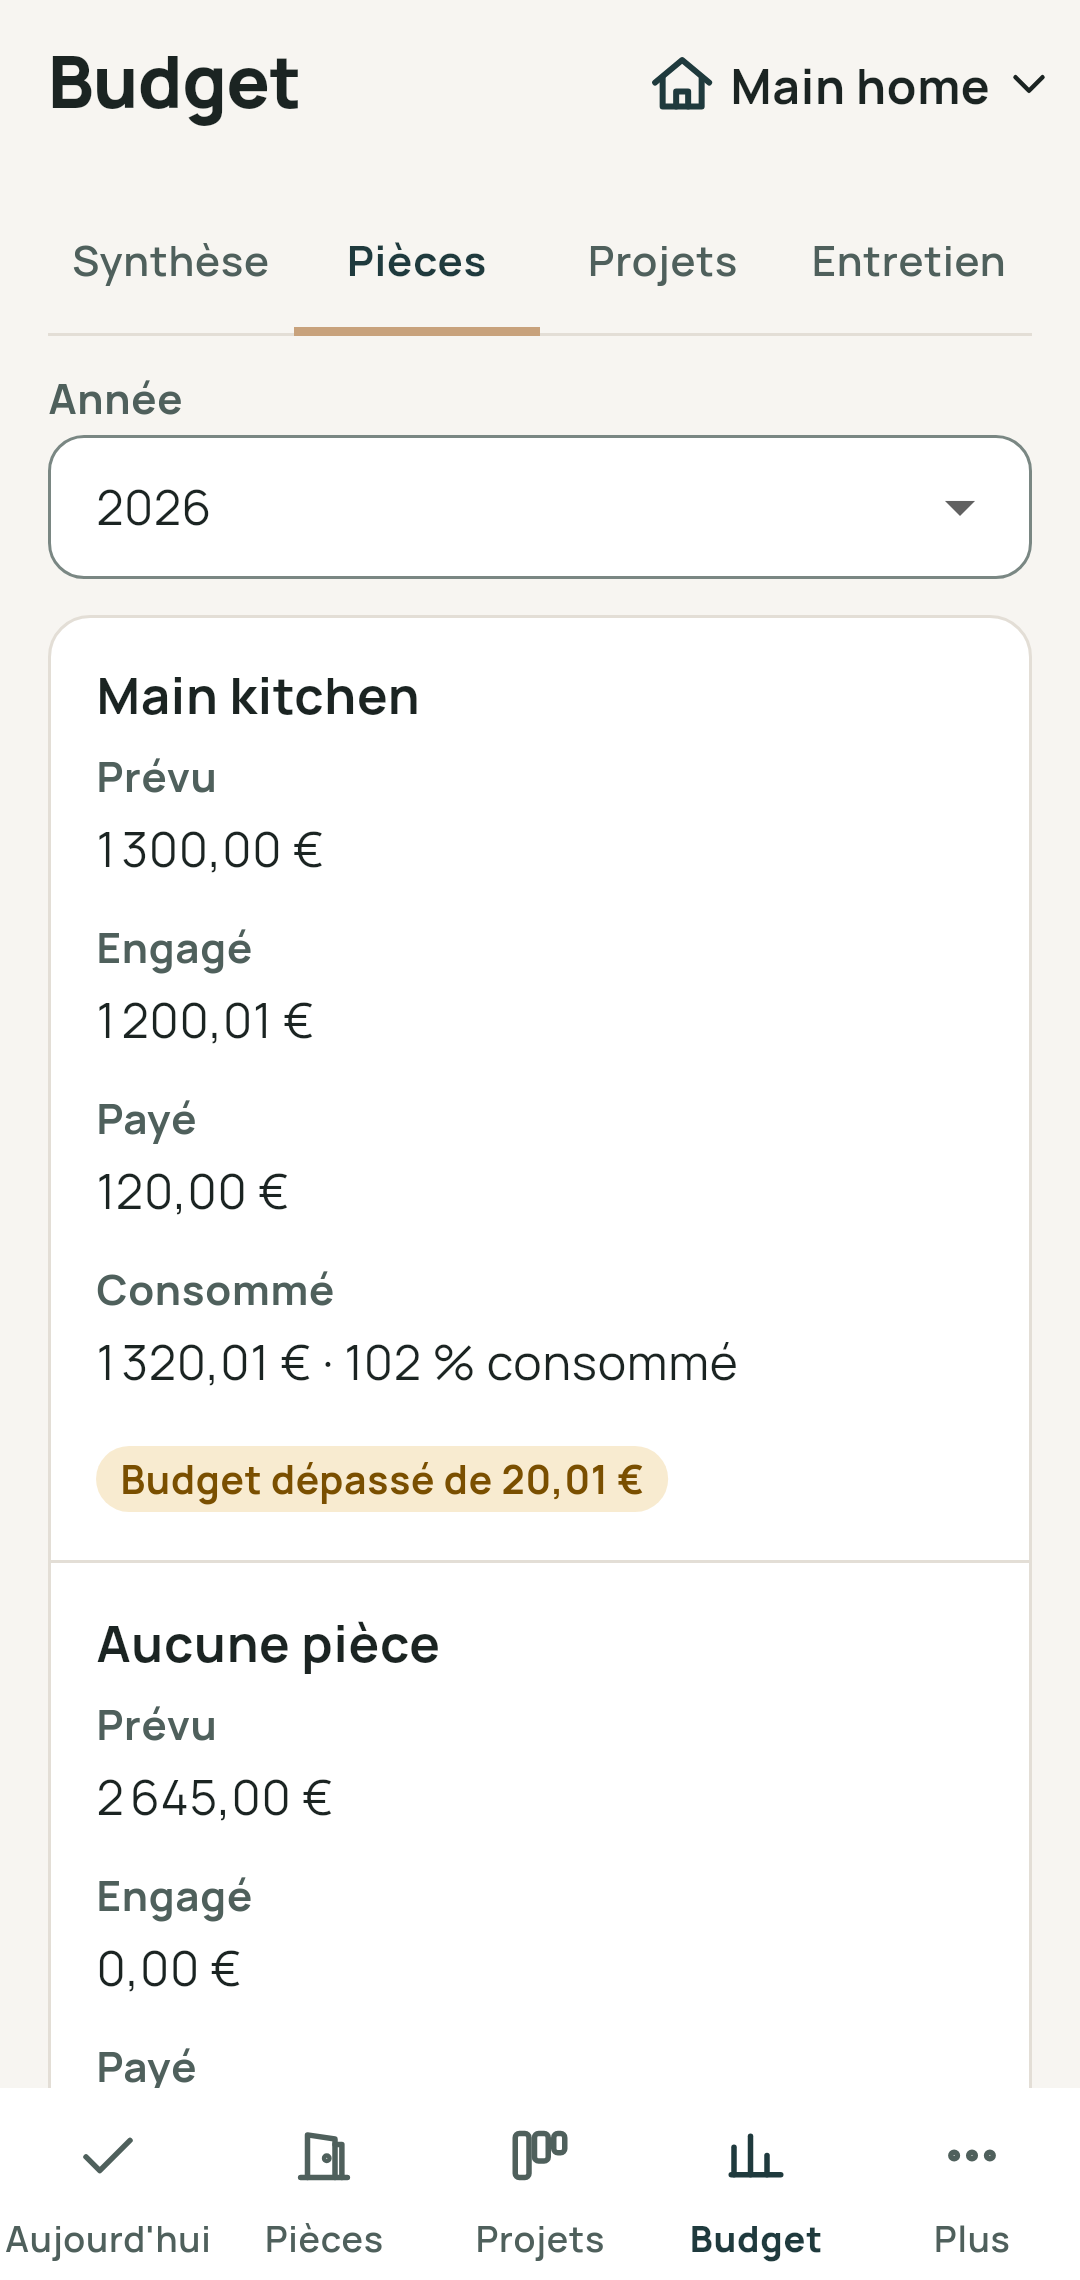 Budget
Main home
Synthèse
Pièces
Projets
Entretien
Année
2026
Main kitchen
Prévu
1 300,00 €
Engagé
1 200,01 €
Payé
120,00 €
Consommé
1 320,01 € · 102 % consommé
Budget dépassé de 20,01 €
Aucune pièce
Prévu
2 645,00 €
Engagé
0,00 €
Payé
Aujourd'hui
Pièces
Projets
Budget
Plus